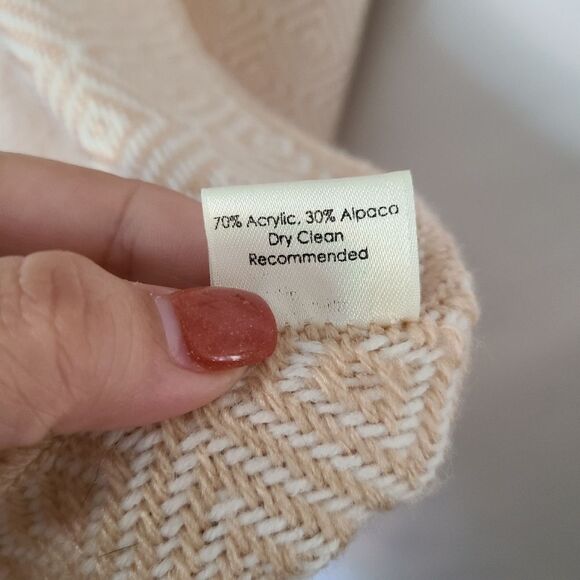 70% Acrylic, 30% Alpaca
Dry Clean
Recommended